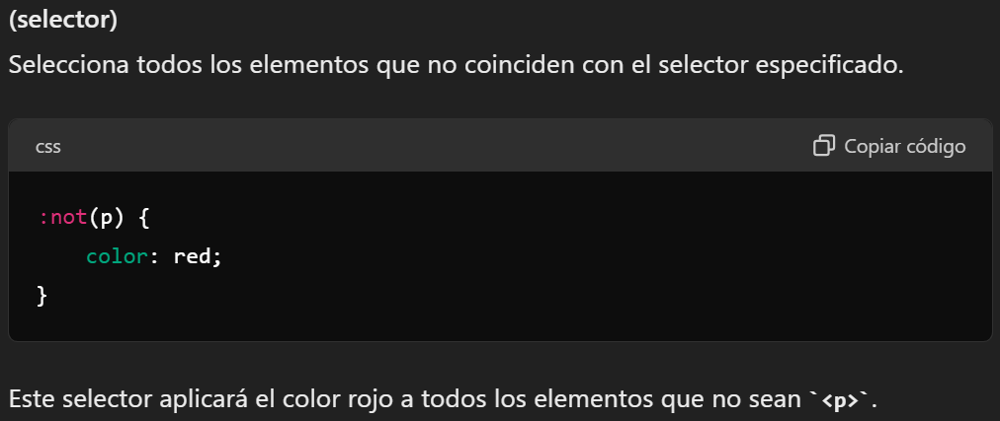 (selector)
Selecciona todos los elementos que no coinciden con el selector especificado.
css
Copiar código
:not(p) {
    color: red;
}
Este selector aplicará el color rojo a todos los elementos que no sean `<p>`.